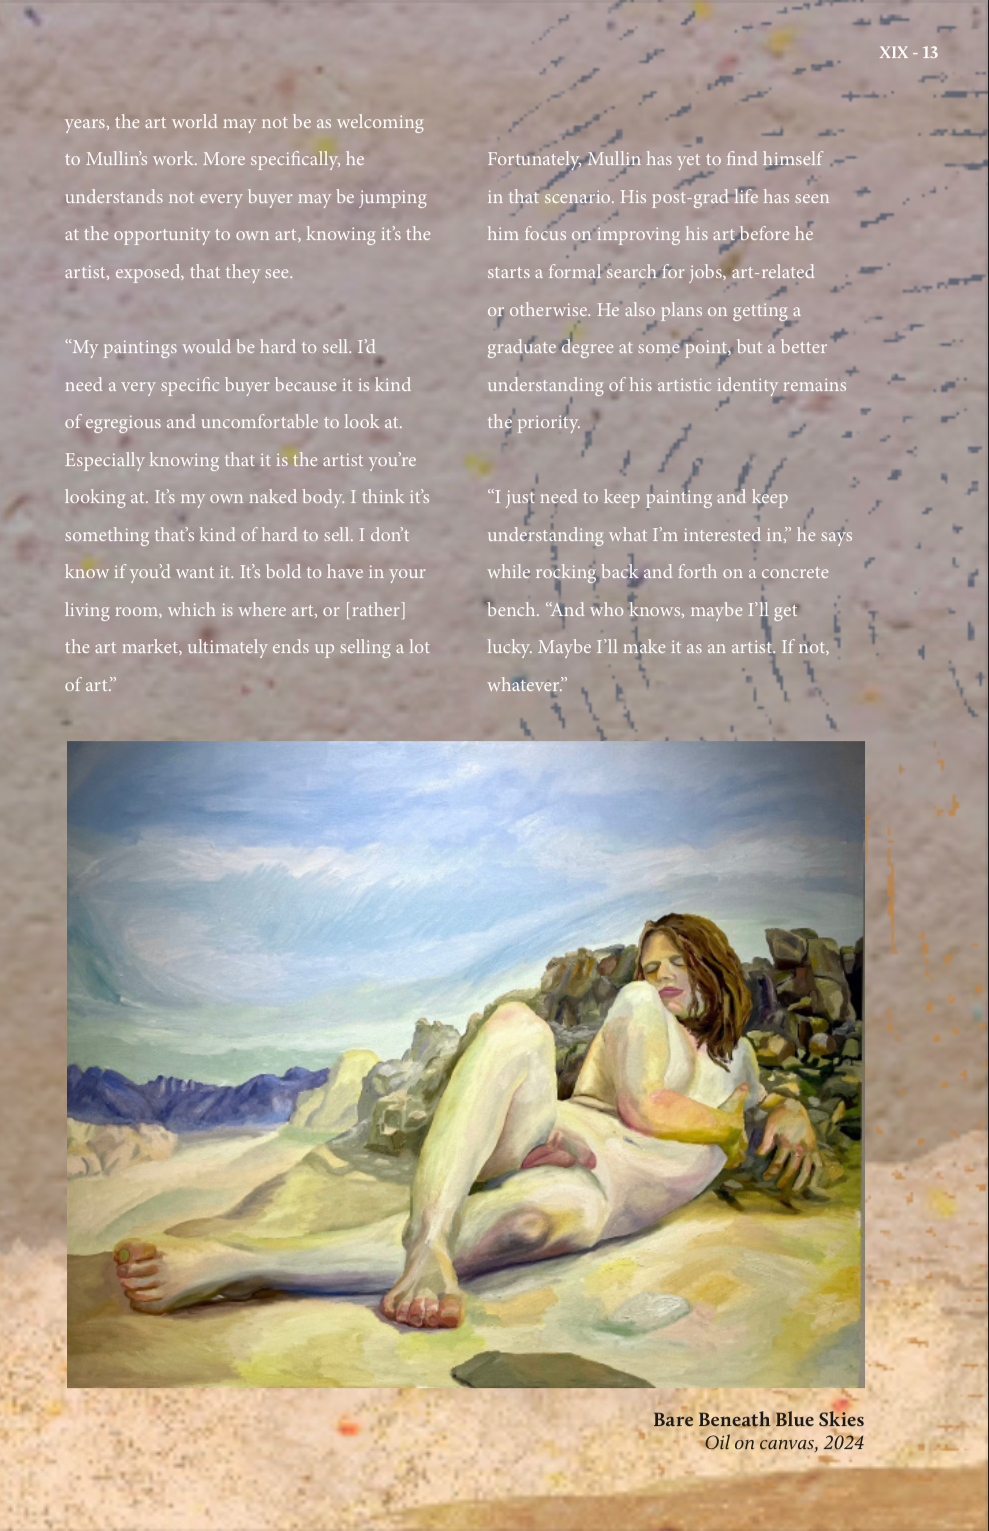 XIX - 13
years, the art world may not be as welcoming
to Mullin’s work. More specifically, he
understands not every buyer may be jumping
at the opportunity to own art, knowing it’s the
artist, exposed, that they see.
“My paintings would be hard to sell. I’d
need a very specific buyer because it is kind
of egregious and uncomfortable to look at.
Especially knowing that it is the artist you’re
looking at. It’s my own naked body. I think it’s
something that’s kind of hard to sell. I don’t
know if you’d want it. It’s bold to have in your
living room, which is where art, or [rather]
the art market, ultimately ends up selling a lot
of art.”
Fortunately, Mullin has yet to find himself
in that scenario. His post-grad life has seen
him focus on improving his art before he
starts a formal search for jobs, art-related
or otherwise. He also plans on getting a
graduate degree at some point, but a better
understanding of his artistic identity remains
the priority.
“I just need to keep painting and keep
understanding what I’m interested in,” he says
while rocking back and forth on a concrete
bench. “And who knows, maybe I’ll get
lucky. Maybe I’ll make it as an artist. If not,
whatever.”
Bare Beneath Blue Skies
Oil on canvas, 2024